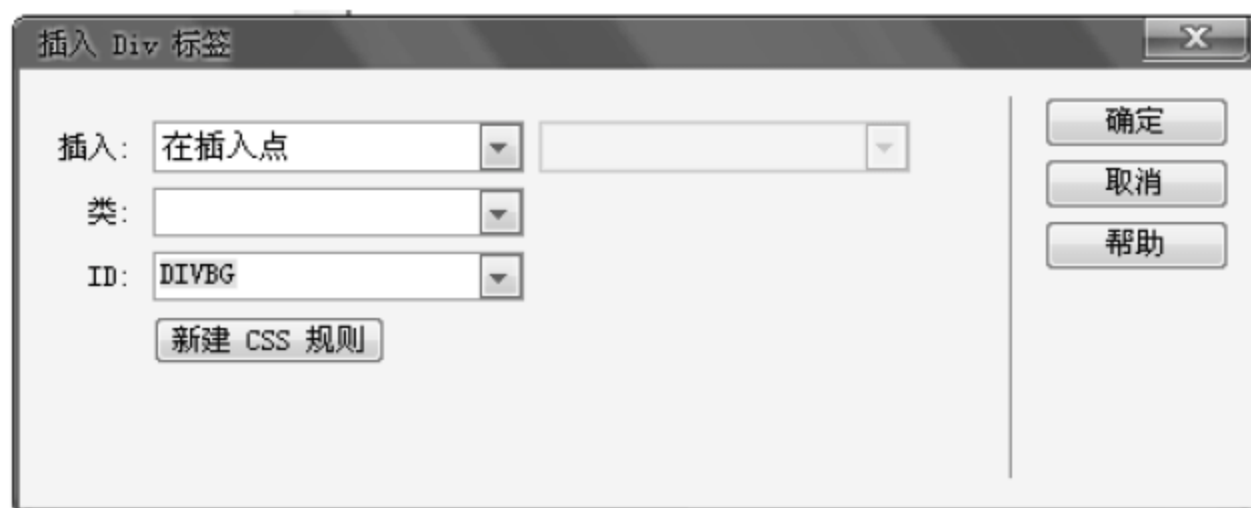 插入 Div 标签
插入: 在插入点
类:
ID: DIVBG
新建 CSS 规则
确定
取消
帮助